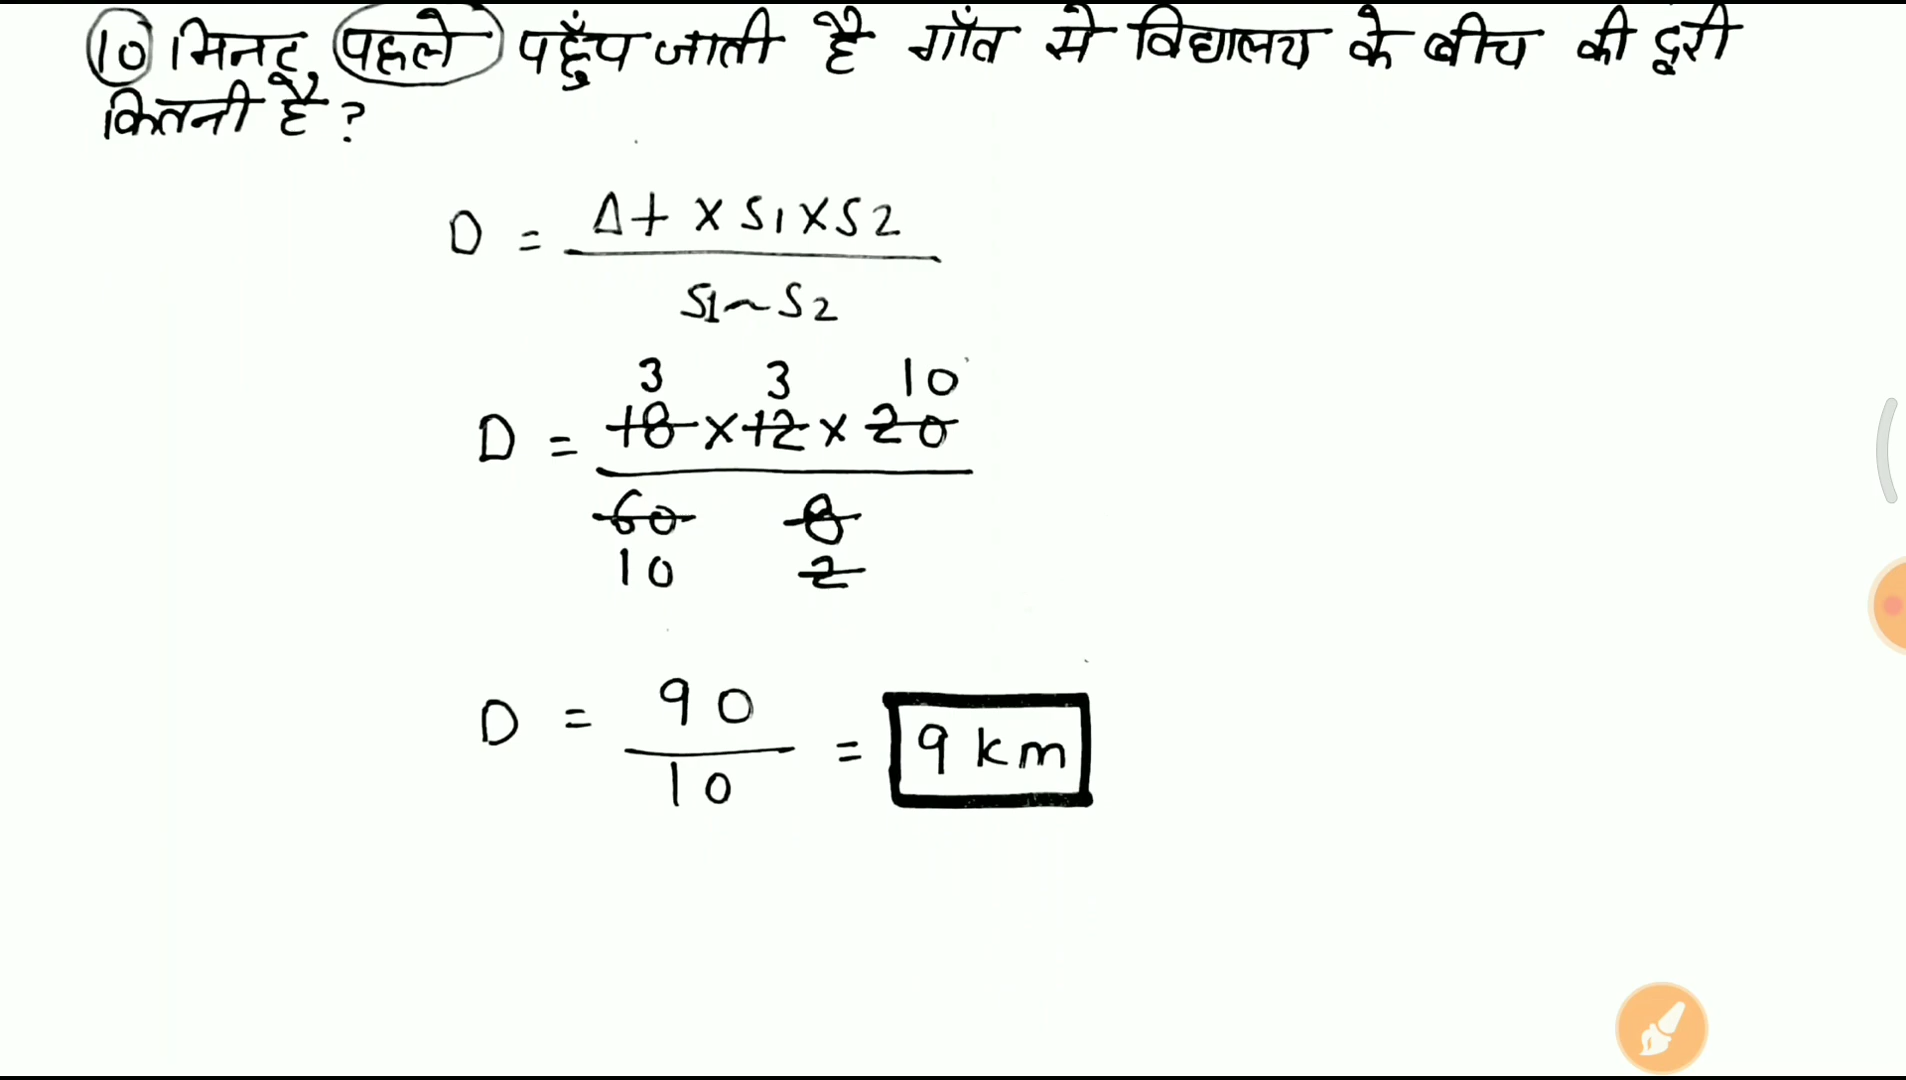 10 मिनट पहले पहुँच जाती है गाँव से विद्यालय के बीच की दूरी
कितनी है?
D = Δt × S1 × S2
S1 ~ S2
3 3 10
D = 18 × 12 × 20
60 8
10 2
D = 90
10
= 9 km